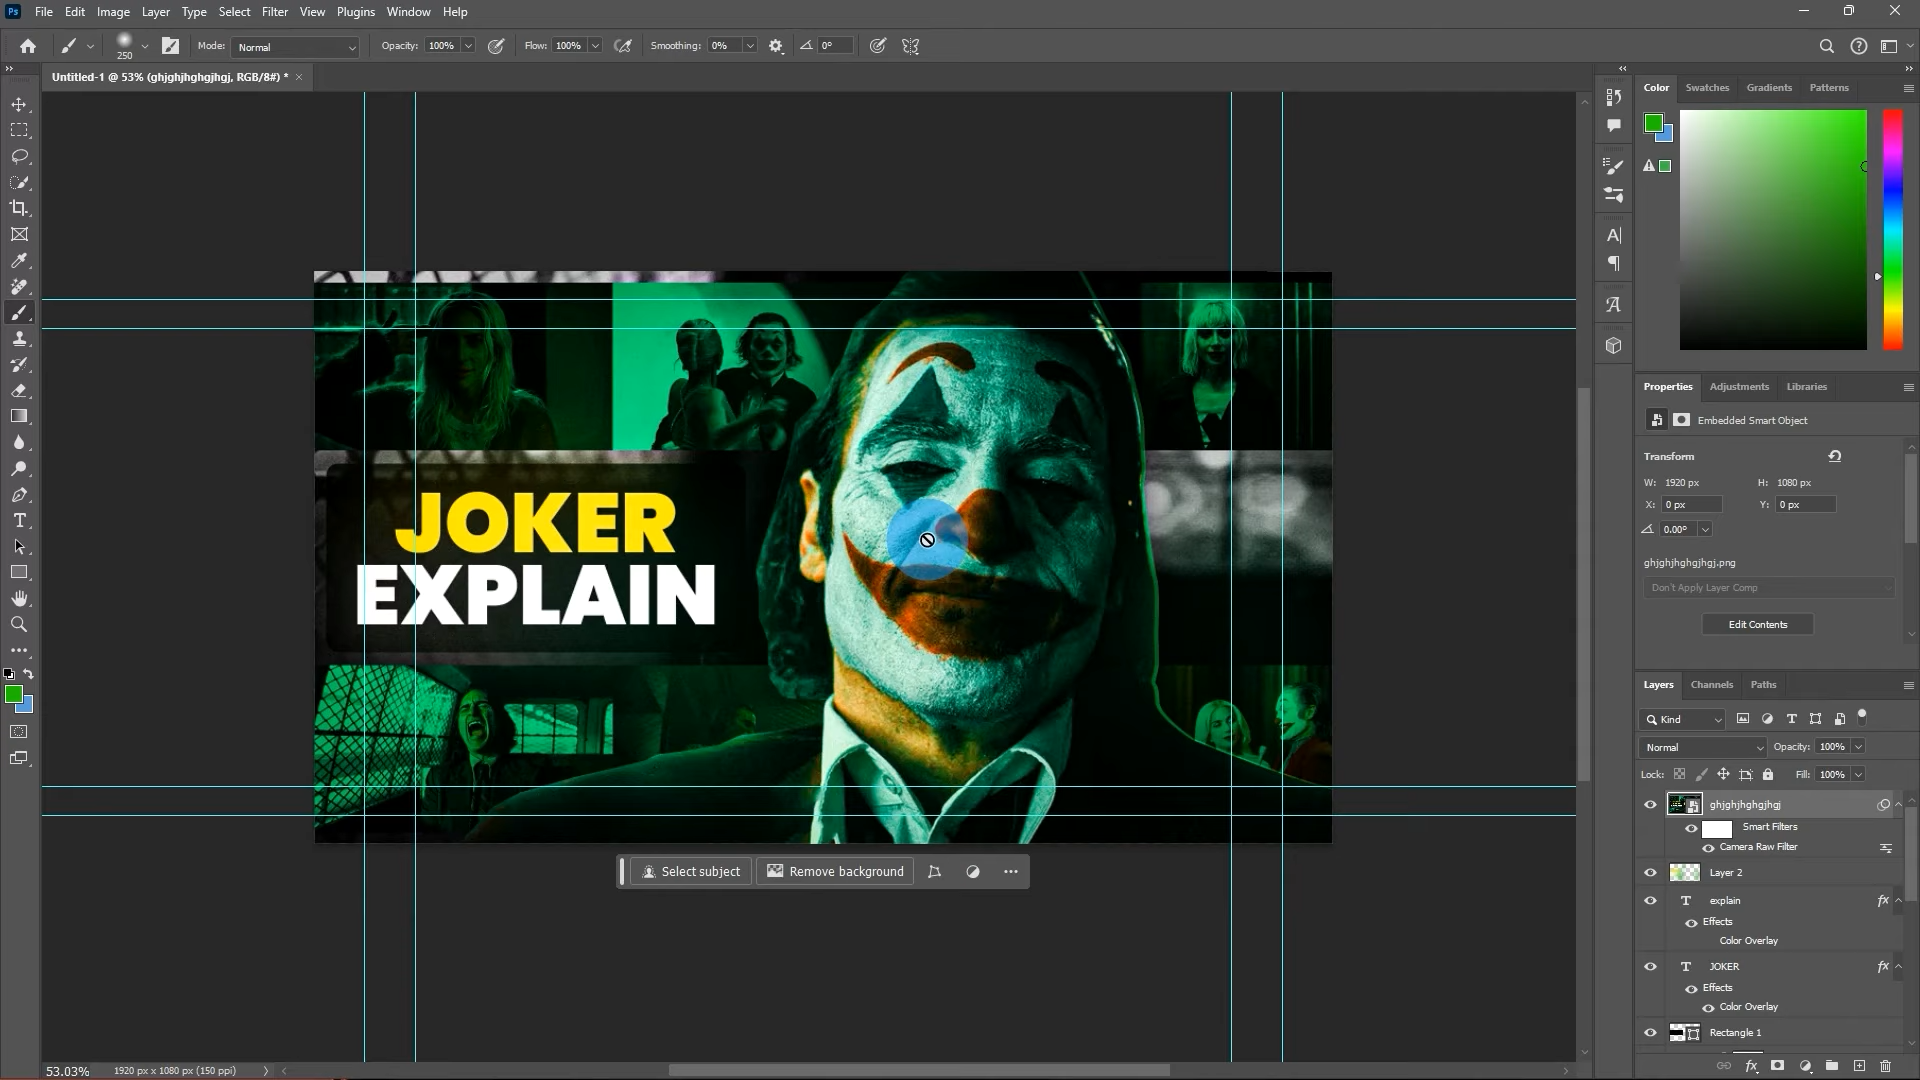 Ps File Edit Image Layer Type Select Filter View Plugins Window Help
250 Mode: Normal Opacity: 100% Flow: 100% Smoothing: 0% 0°
Untitled-1 @ 53% (ghjghjhghgjhgj, RGB/8#) * ×
Color Swatches Gradients Patterns
JOKER
EXPLAIN
Properties Adjustments Libraries
Embedded Smart Object
Transform
W: 1920 px H: 1080 px
X: 0 px Y: 0 px
0.00°
ghjghjhghgjhgj.png
Don't Apply Layer Comp
Edit Contents
Layers Channels Paths
Kind
Normal Opacity: 100%
Lock: Fill: 100%
ghjghjhghgjhgj
Smart Filters
Camera Raw Filter
Layer 2
T explain fx
Effects
Color Overlay
T JOKER fx
Effects
Color Overlay
Rectangle 1
Select subject Remove background
53.03% 1920 px x 1080 px (150 ppi)
fx